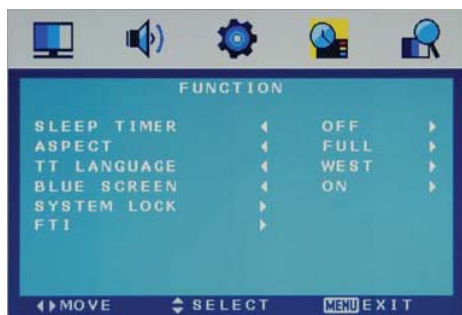 FUNCTION
SLEEP TIMER OFF
ASPECT FULL
TT LANGUAGE WEST
BLUE SCREEN ON
SYSTEM LOCK
FTI
MOVE SELECT MENU EXIT